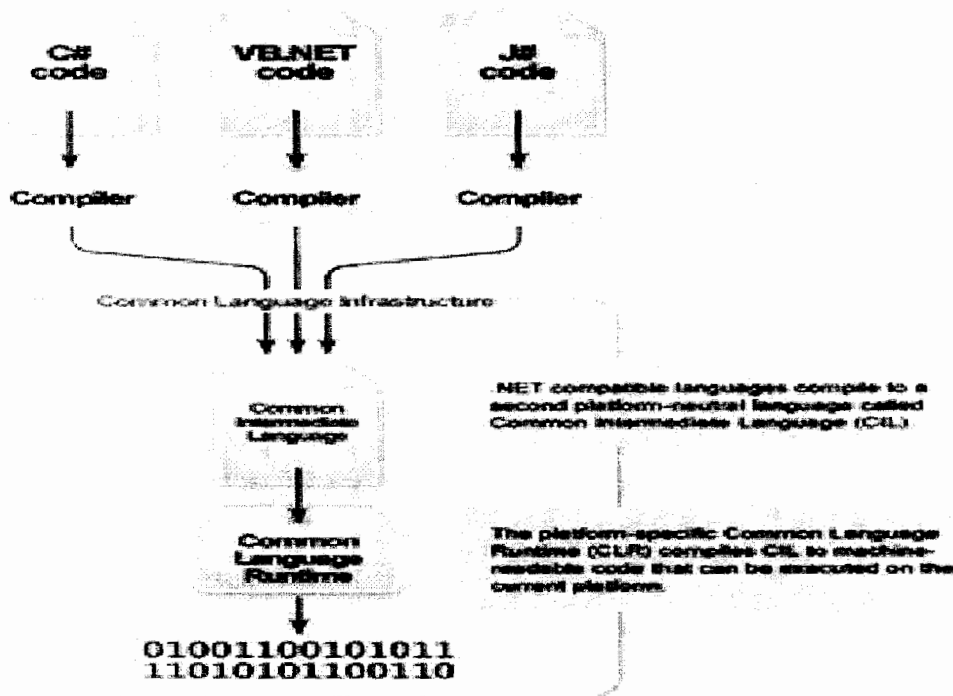 C#
code
VB.NET
code
J#
code
Compiler
Compiler
Compiler
Common Language Infrastructure
Common
Intermediate
Language
.NET compatible languages compile to a
second platform-neutral language called
Common Intermediate Language (CIL)
Common
Language
Runtime
The platform-specific Common Language
Runtime (CLR) compiles CIL to machine-
readable code that can be executed on the
current platform.
01001100101011
11010101100110